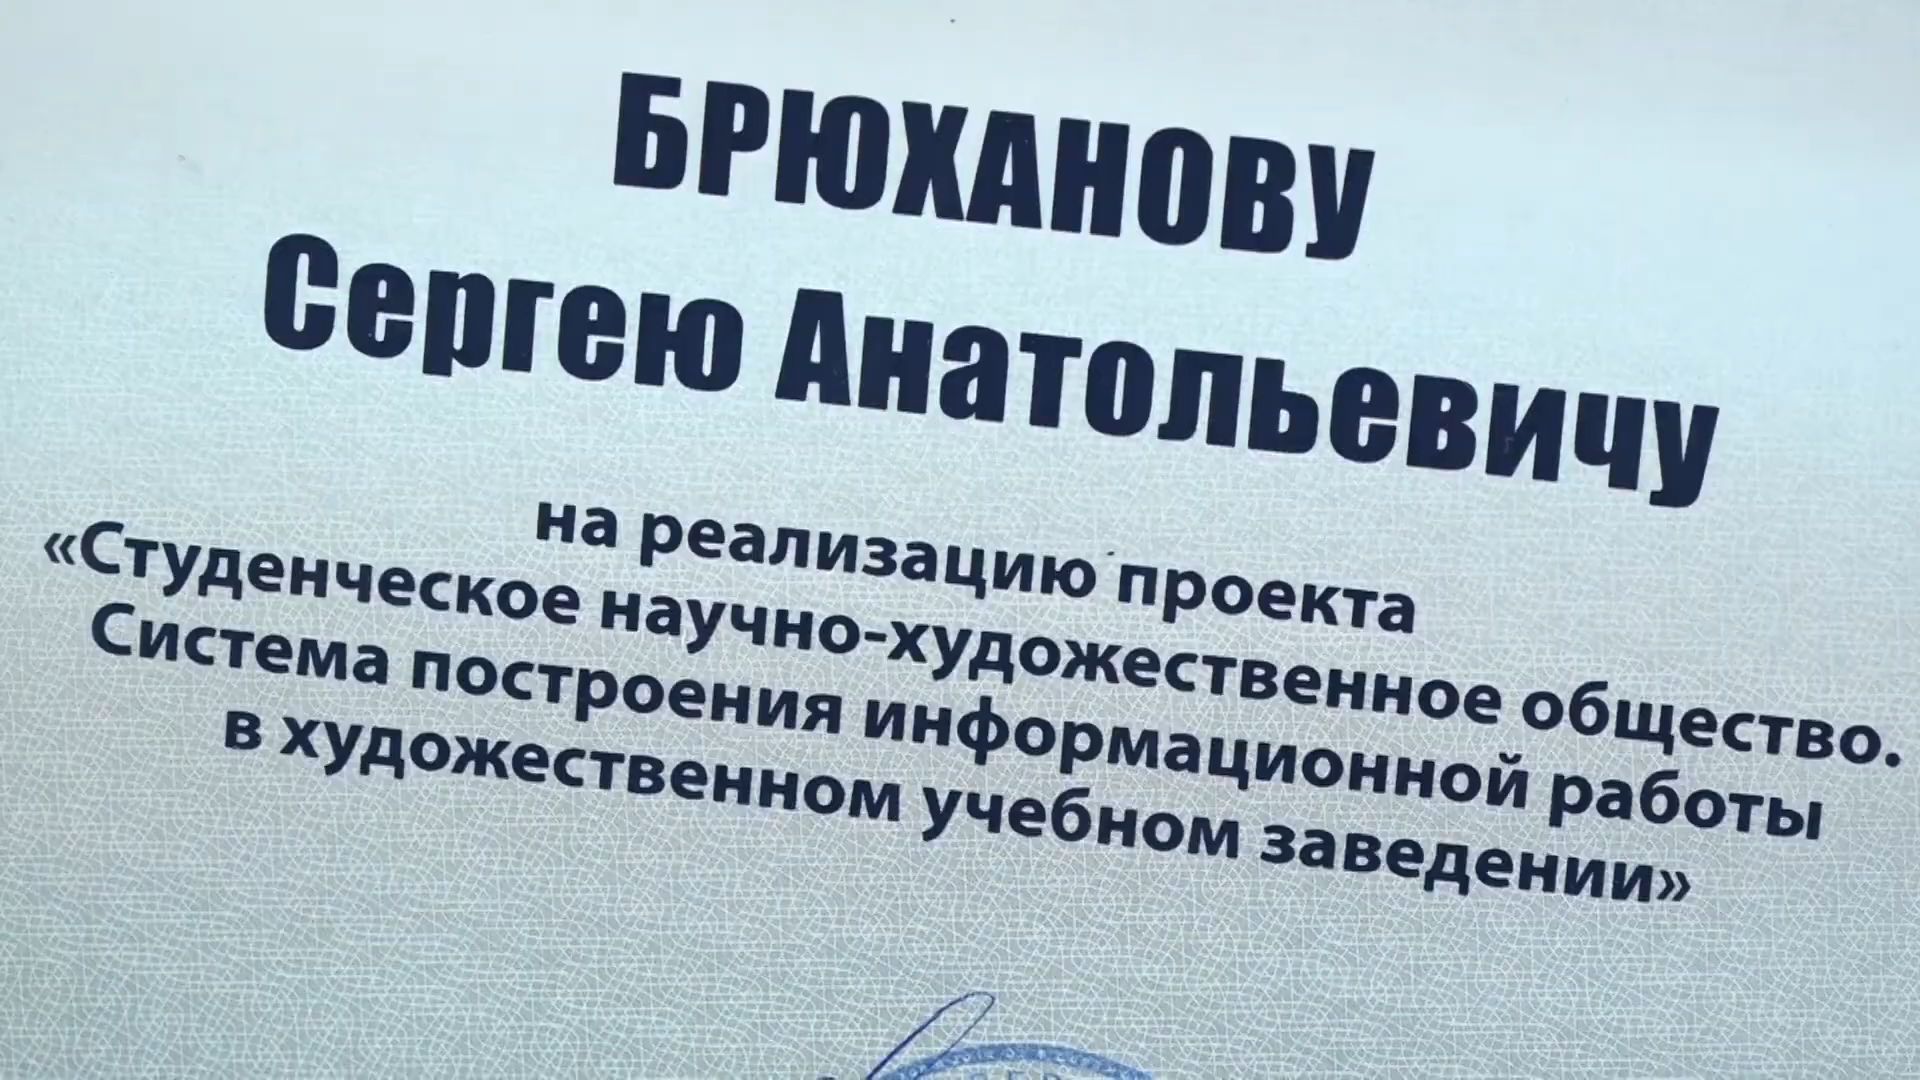 БРЮХАНОВУ
Сергею Анатольевичу
на реализацию проекта
«Студенческое научно-художественное общество.
Система построения информационной работы
в художественном учебном заведении»